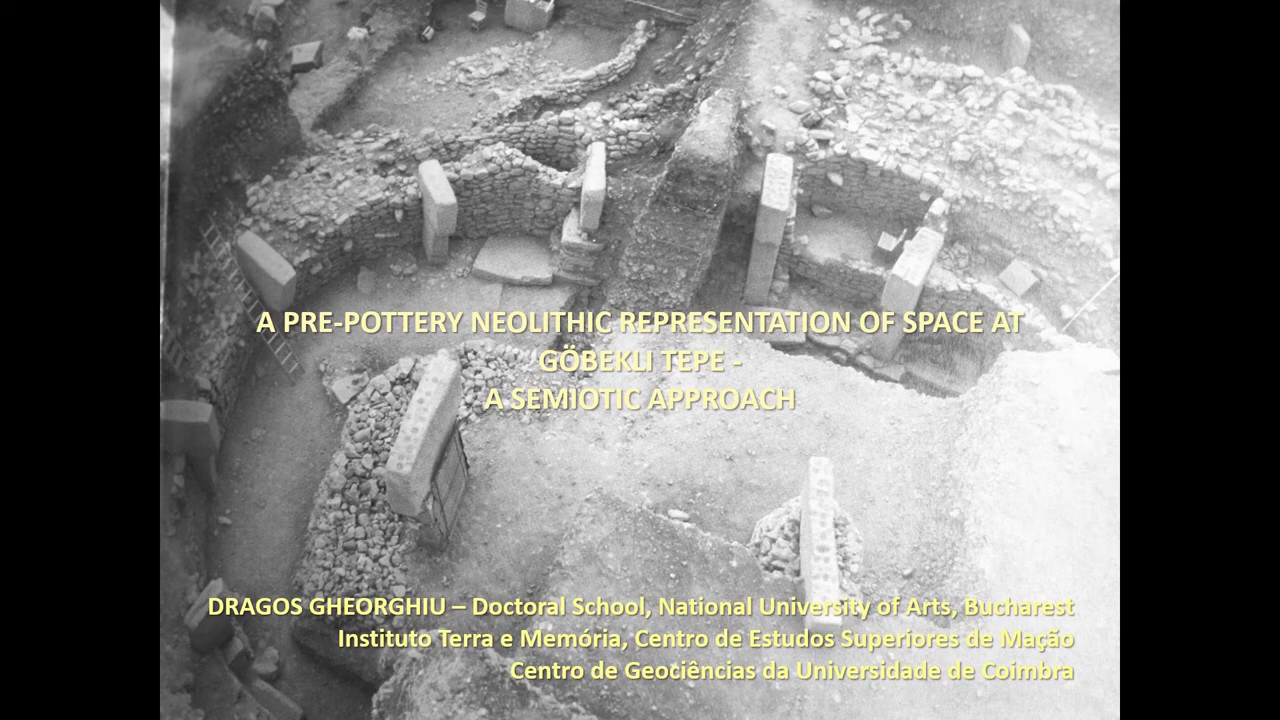 A PRE-POTTERY NEOLITHIC REPRESENTATION OF SPACE AT
GÖBEKLI TEPE -
A SEMIOTIC APPROACH
DRAGOS GHEORGHIU – Doctoral School, National University of Arts, Bucharest
Instituto Terra e Memória, Centro de Estudos Superiores de Mação
Centro de Geociências da Universidade de Coimbra